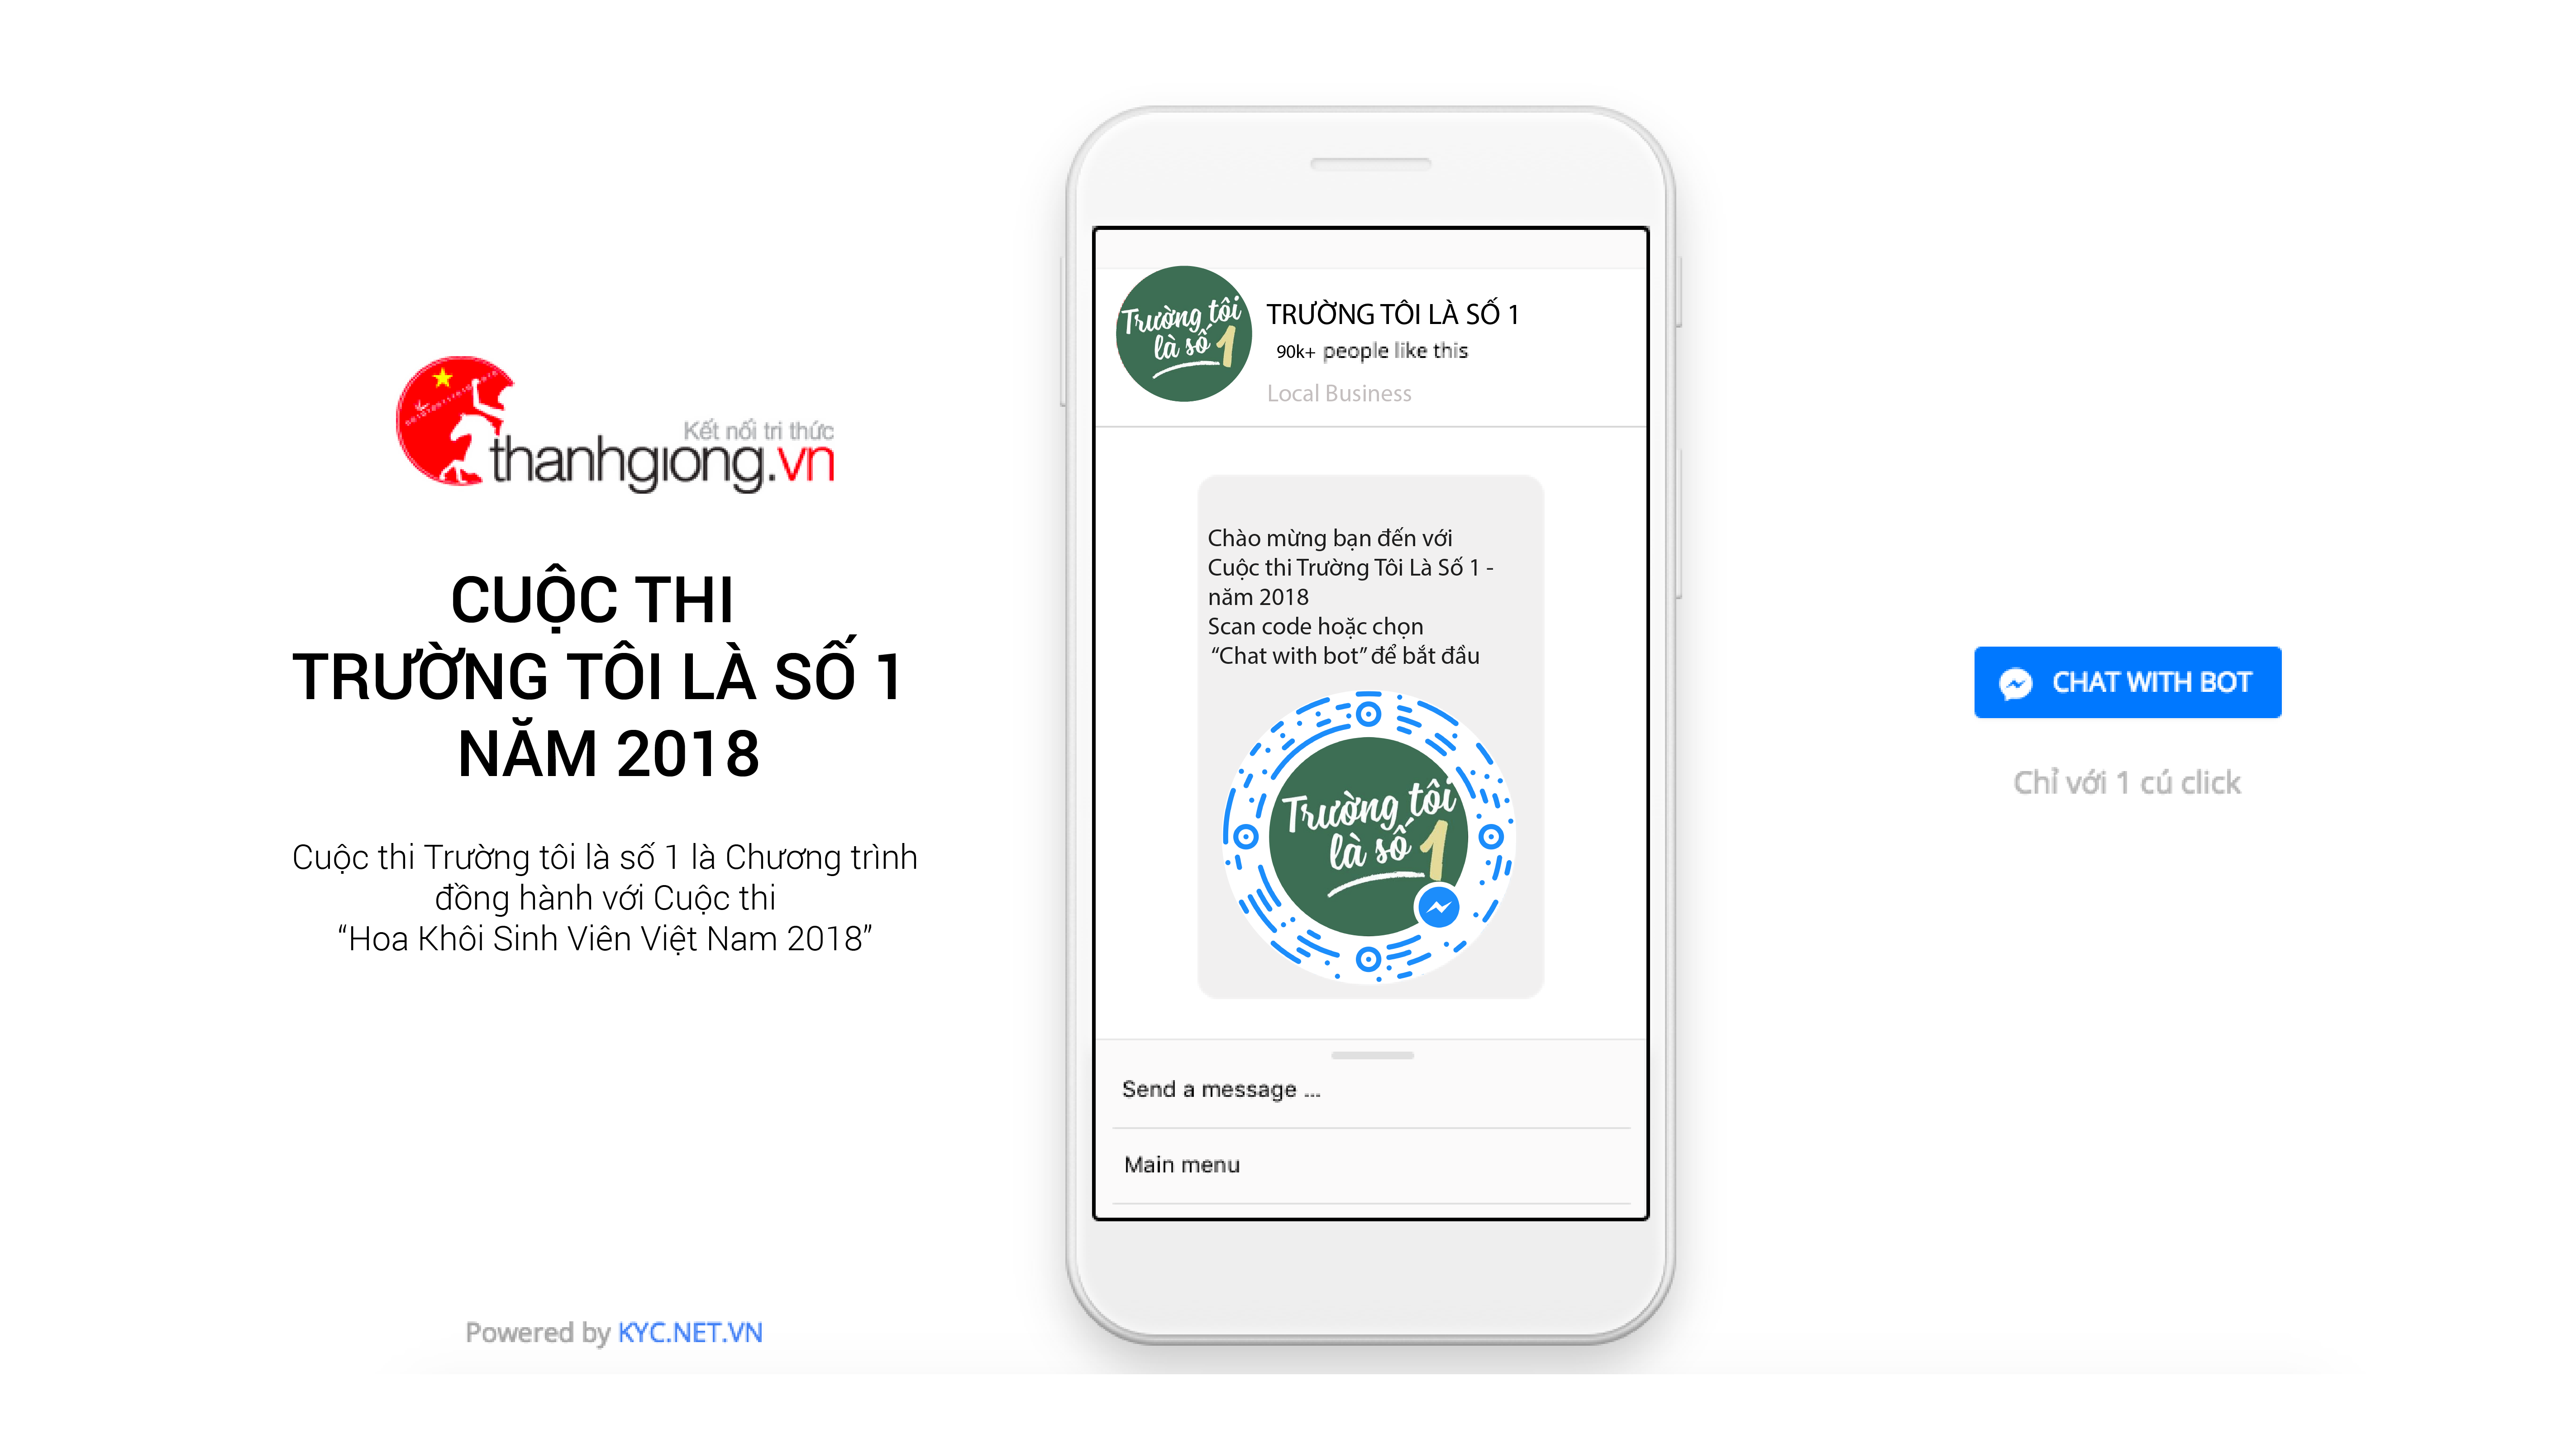 Kết nối tri thức
thanhgiong.vn
CUỘC THI
TRƯỜNG TÔI LÀ SỐ 1
NĂM 2018
Cuộc thi Trường tôi là số 1 là Chương trình
đồng hành với Cuộc thi
“Hoa Khôi Sinh Viên Việt Nam 2018”
Powered by KYC.NET.VN
Trường tôi
là số 1
TRƯỜNG TÔI LÀ SỐ 1
90k+ people like this
Local Business
Chào mừng bạn đến với
Cuộc thi Trường Tôi Là Số 1 -
năm 2018
Scan code hoặc chọn
“Chat with bot” để bắt đầu
Trường tôi
là số 1
Send a message ...
Main menu
CHAT WITH BOT
Chỉ với 1 cú click